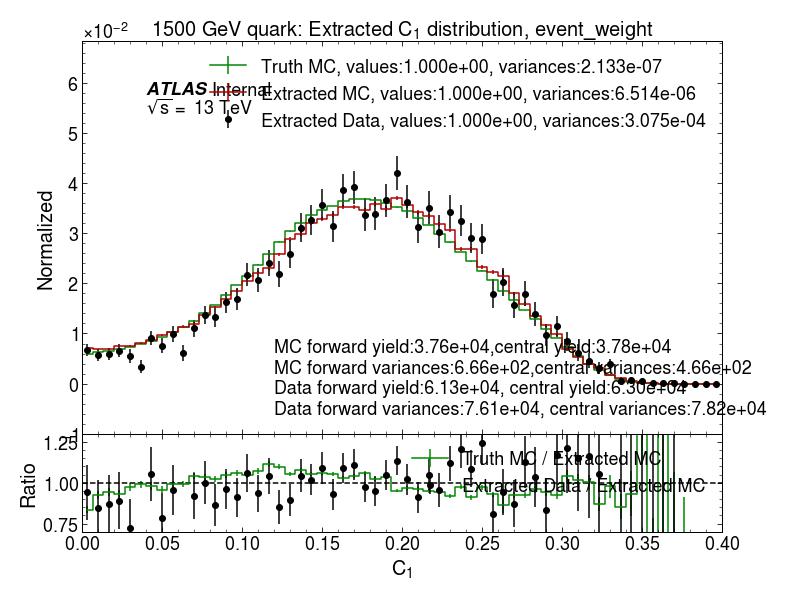 ×10⁻² 1500 GeV quark: Extracted C₁ distribution, event_weight
Truth MC, values:1.000e+00, variances:2.133e-07
ATLAS Internal
Extracted MC, values:1.000e+00, variances:6.514e-06
√s = 13 TeV
Extracted Data, values:1.000e+00, variances:3.075e-04
6
5
4
3
2
1
0
1
Normalized
MC forward yield:3.76e+04,central yield:3.78e+04
MC forward variances:6.66e+02,central variances:4.66e+02
Data forward yield:6.13e+04, central yield:6.30e+04
Data forward variances:7.61e+04, central variances:7.82e+04
1.25
1.00
0.75
Ratio
Truth MC / Extracted MC
Extracted Data / Extracted MC
0.00 0.05 0.10 0.15 0.20 0.25 0.30 0.35 0.40
C₁